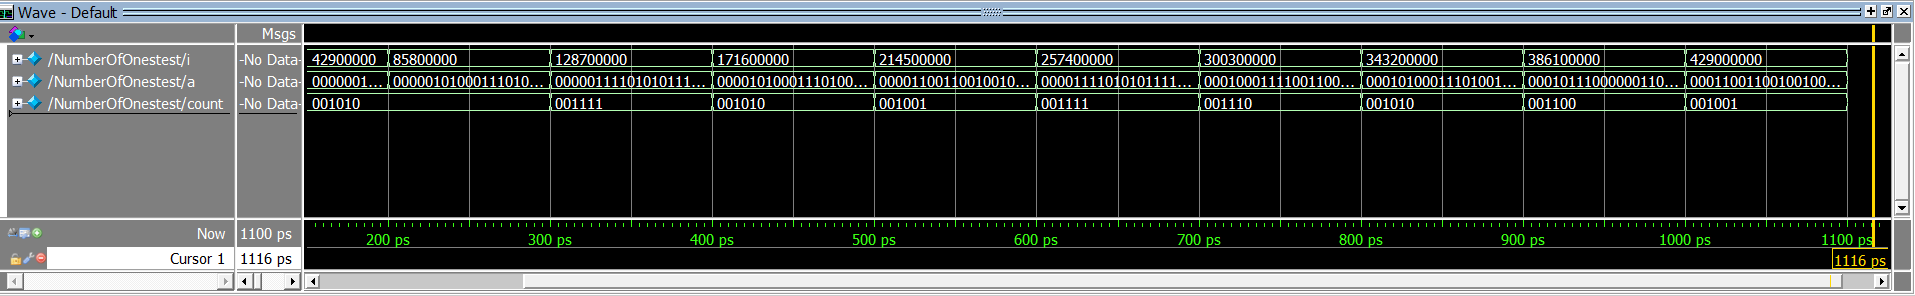 Wave - Default
Msgs
/NumberOfOnestest/i -No Data- 42900000 85800000 128700000 171600000 214500000 257400000 300300000 343200000 386100000 429000000
/NumberOfOnestest/a -No Data- 0000001... 00000101000111010... 00000111101010111... 00001010001110100... 00001100110010010... 00001111010101111... 00010001111001100... 00010100011101001... 00010111000000110... 00011001100100100...
/NumberOfOnestest/count -No Data- 001010 001111 001010 001001 001111 001110 001010 001100 001001
Now 1100 ps 200 ps 300 ps 400 ps 500 ps 600 ps 700 ps 800 ps 900 ps 1000 ps 1100 ps
Cursor 1 1116 ps 1116 ps